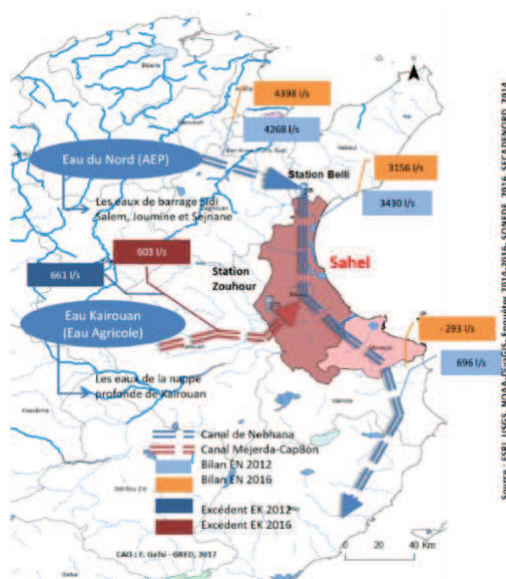 4398 l/s
4268 l/s
Eau du Nord (AEP)
Station Belli
Nabeul
3156 l/s
3430 l/s
Les eaux de barrage Sidi
Salem, Joumine et Sejnane
603 l/s
661 l/s
Station
Zouhour
Sahel
Eau Kairouan
(Eau Agricole)
- 293 l/s
696 l/s
Les eaux de la nappe
profonde de Kairouan
Canal de Nebhana
Canal Mejerda-CapBon
Bilan EN 2012
Bilan EN 2016
Excédent EK 2012
Excédent EK 2016
CAO : F. Gafsi - GRED, 2017
0 20 40 Km